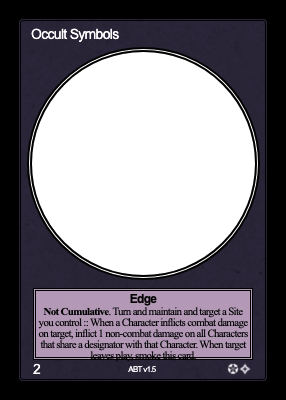 Occult Symbols
Edge
Not Cumulative. Turn and maintain and target a Site
you control :: When a Character inflicts combat damage
on target, inflict 1 non-combat damage on all Characters
that share a designator with that Character. When target
leaves play, smoke this card.
2
ABT v1.5